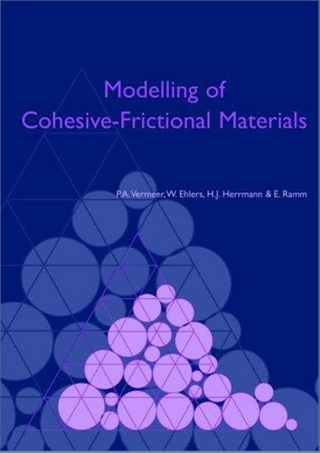 Modelling of
Cohesive-Frictional Materials
P.A. Vermeer, W. Ehlers, H.J. Herrmann & E. Ramm